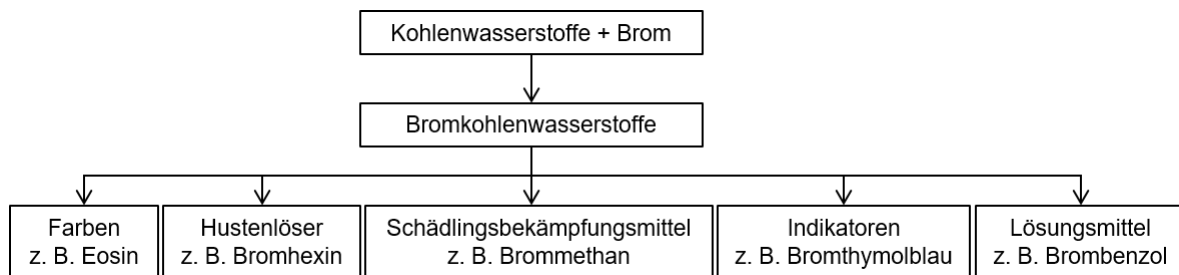 Kohlenwasserstoffe + Brom
Bromkohlenwasserstoffe
Farben
z. B. Eosin
Hustenlöser
z. B. Bromhexin
Schädlingsbekämpfungsmittel
z. B. Brommethan
Indikatoren
z. B. Bromthymolblau
Lösungsmittel
z. B. Brombenzol